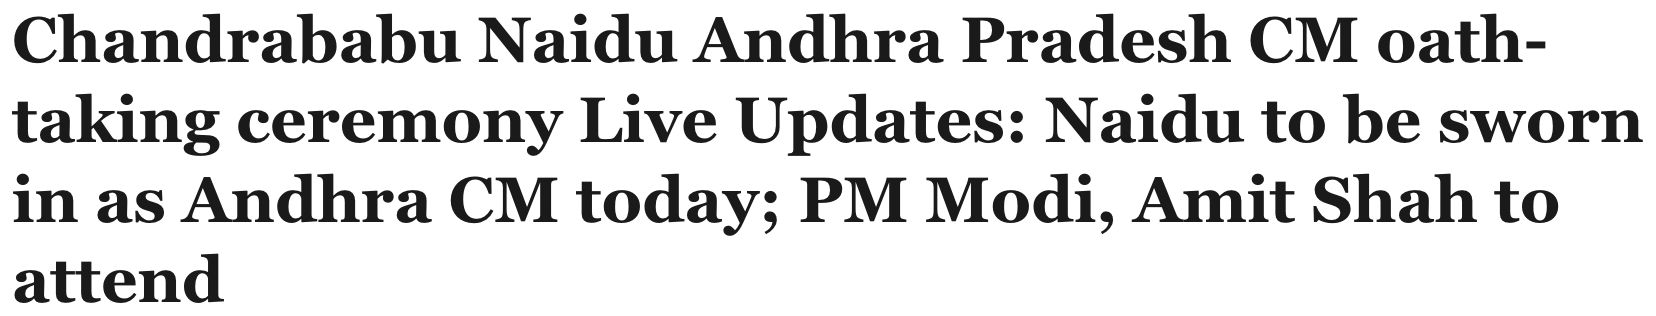 Chandrababu Naidu Andhra Pradesh CM oath-
taking ceremony Live Updates: Naidu to be sworn
in as Andhra CM today; PM Modi, Amit Shah to
attend